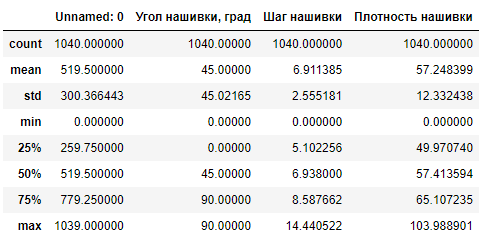 Unnamed: 0 Угол нашивки, град Шаг нашивки Плотность нашивки
count 1040.000000 1040.00000 1040.000000 1040.000000
mean 519.500000 45.00000 6.911385 57.248399
std 300.366443 45.02165 2.555181 12.332438
min 0.000000 0.00000 0.000000 0.000000
25% 259.750000 0.00000 5.102256 49.970740
50% 519.500000 45.00000 6.938000 57.413594
75% 779.250000 90.00000 8.587662 65.107235
max 1039.000000 90.00000 14.440522 103.988901